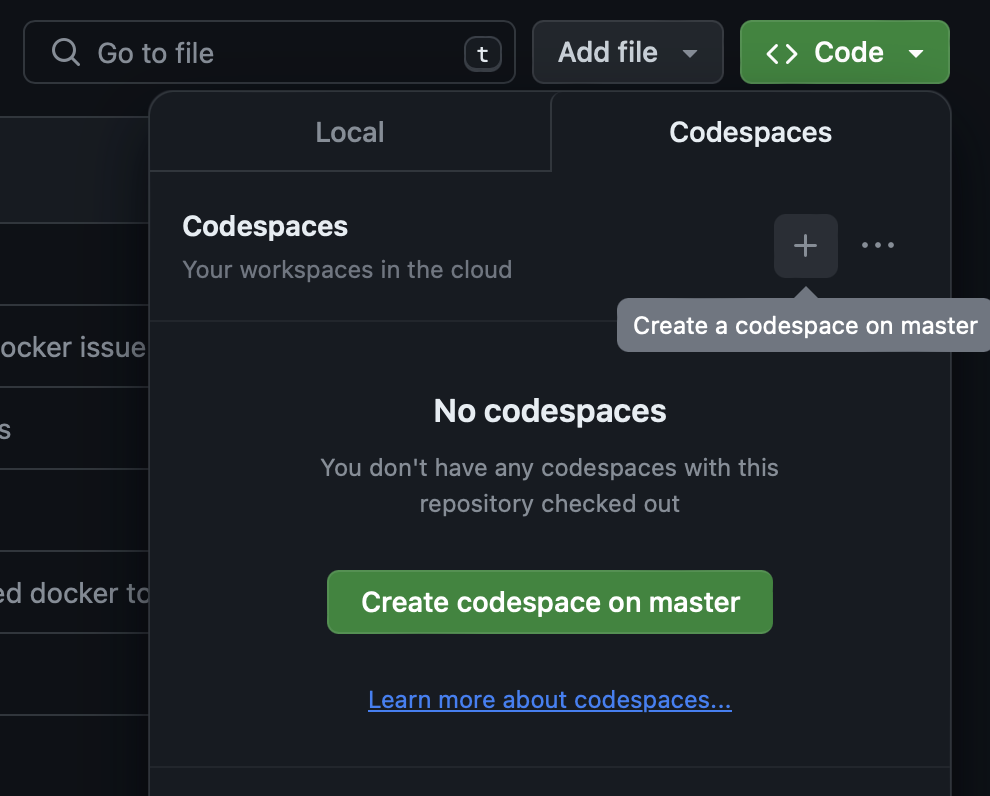 Go to file
t
Add file
Code
Local
Codespaces
Codespaces
Your workspaces in the cloud
Create a codespace on master
ocker issue
No codespaces
s
You don't have any codespaces with this
repository checked out
ed docker to
Create codespace on master
Learn more about codespaces...